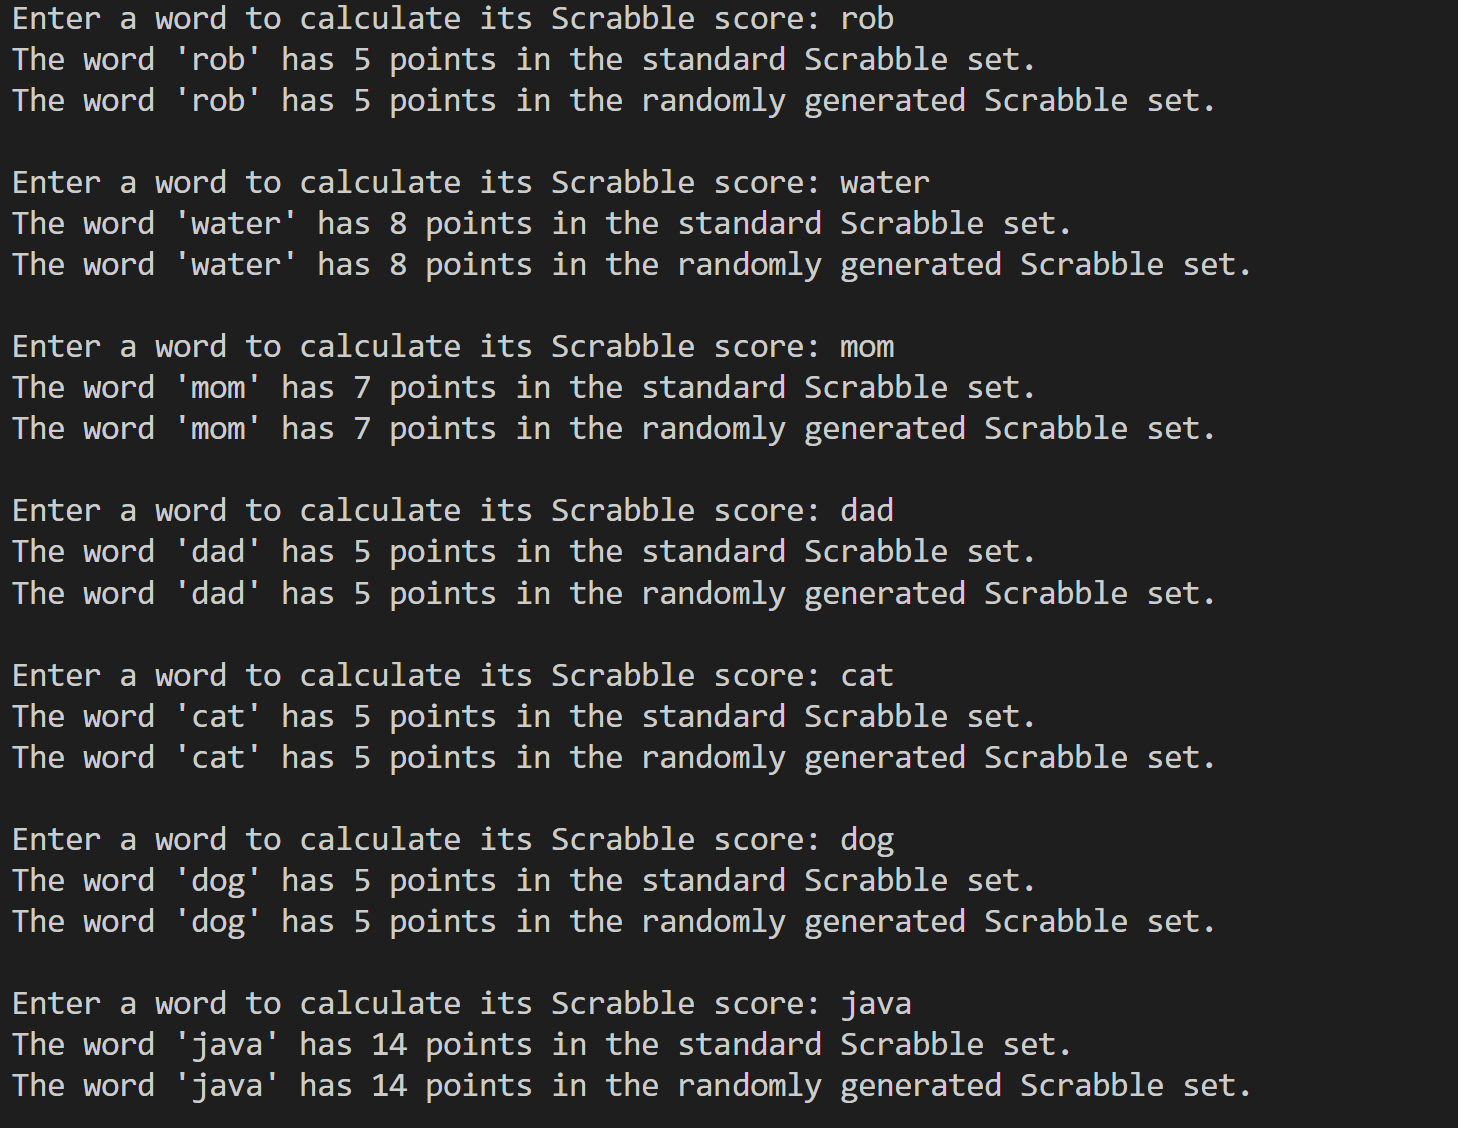 Enter a word to calculate its Scrabble score: rob
The word 'rob' has 5 points in the standard Scrabble set.
The word 'rob' has 5 points in the randomly generated Scrabble set.
Enter a word to calculate its Scrabble score: water
The word 'water' has 8 points in the standard Scrabble set.
The word 'water' has 8 points in the randomly generated Scrabble set.
Enter a word to calculate its Scrabble score: mom
The word 'mom' has 7 points in the standard Scrabble set.
The word 'mom' has 7 points in the randomly generated Scrabble set.
Enter a word to calculate its Scrabble score: dad
The word 'dad' has 5 points in the standard Scrabble set.
The word 'dad' has 5 points in the randomly generated Scrabble set.
Enter a word to calculate its Scrabble score: cat
The word 'cat' has 5 points in the standard Scrabble set.
The word 'cat' has 5 points in the randomly generated Scrabble set.
Enter a word to calculate its Scrabble score: dog
The word 'dog' has 5 points in the standard Scrabble set.
The word 'dog' has 5 points in the randomly generated Scrabble set.
Enter a word to calculate its Scrabble score: java
The word 'java' has 14 points in the standard Scrabble set.
The word 'java' has 14 points in the randomly generated Scrabble set.